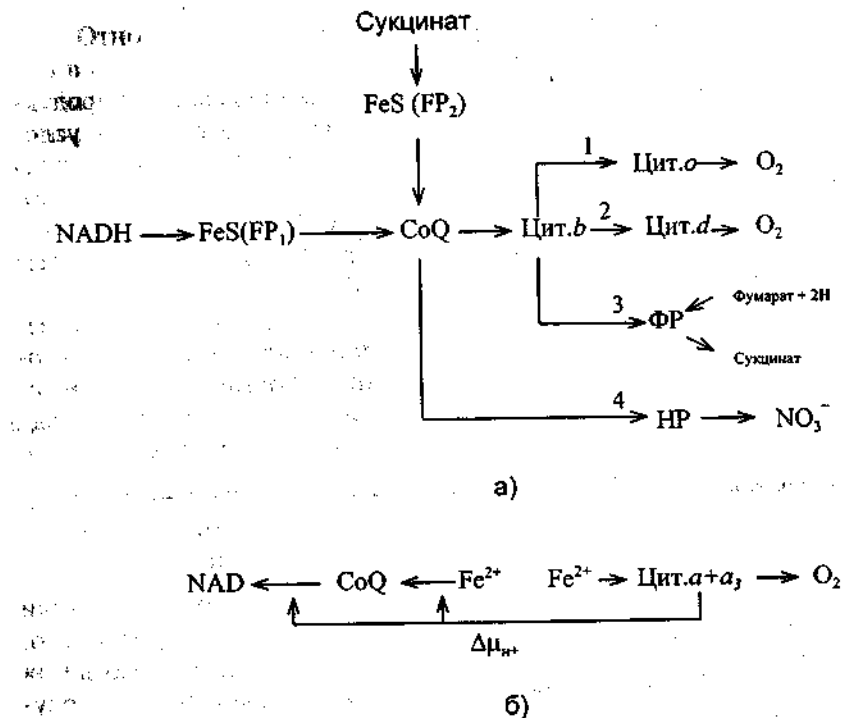 Сукцинат
FeS (FP₂)
1
Цит.o
O₂
NADH
FeS(FP₁)
CoQ
Цит.b
2
Цит.d
O₂
3
ФР
Фумарат + 2H
Сукцинат
4
НР
NO₃⁻
а)
NAD
CoQ
Fe²⁺
Fe²⁺
Цит.a+a₃
O₂
Δμн⁺
б)